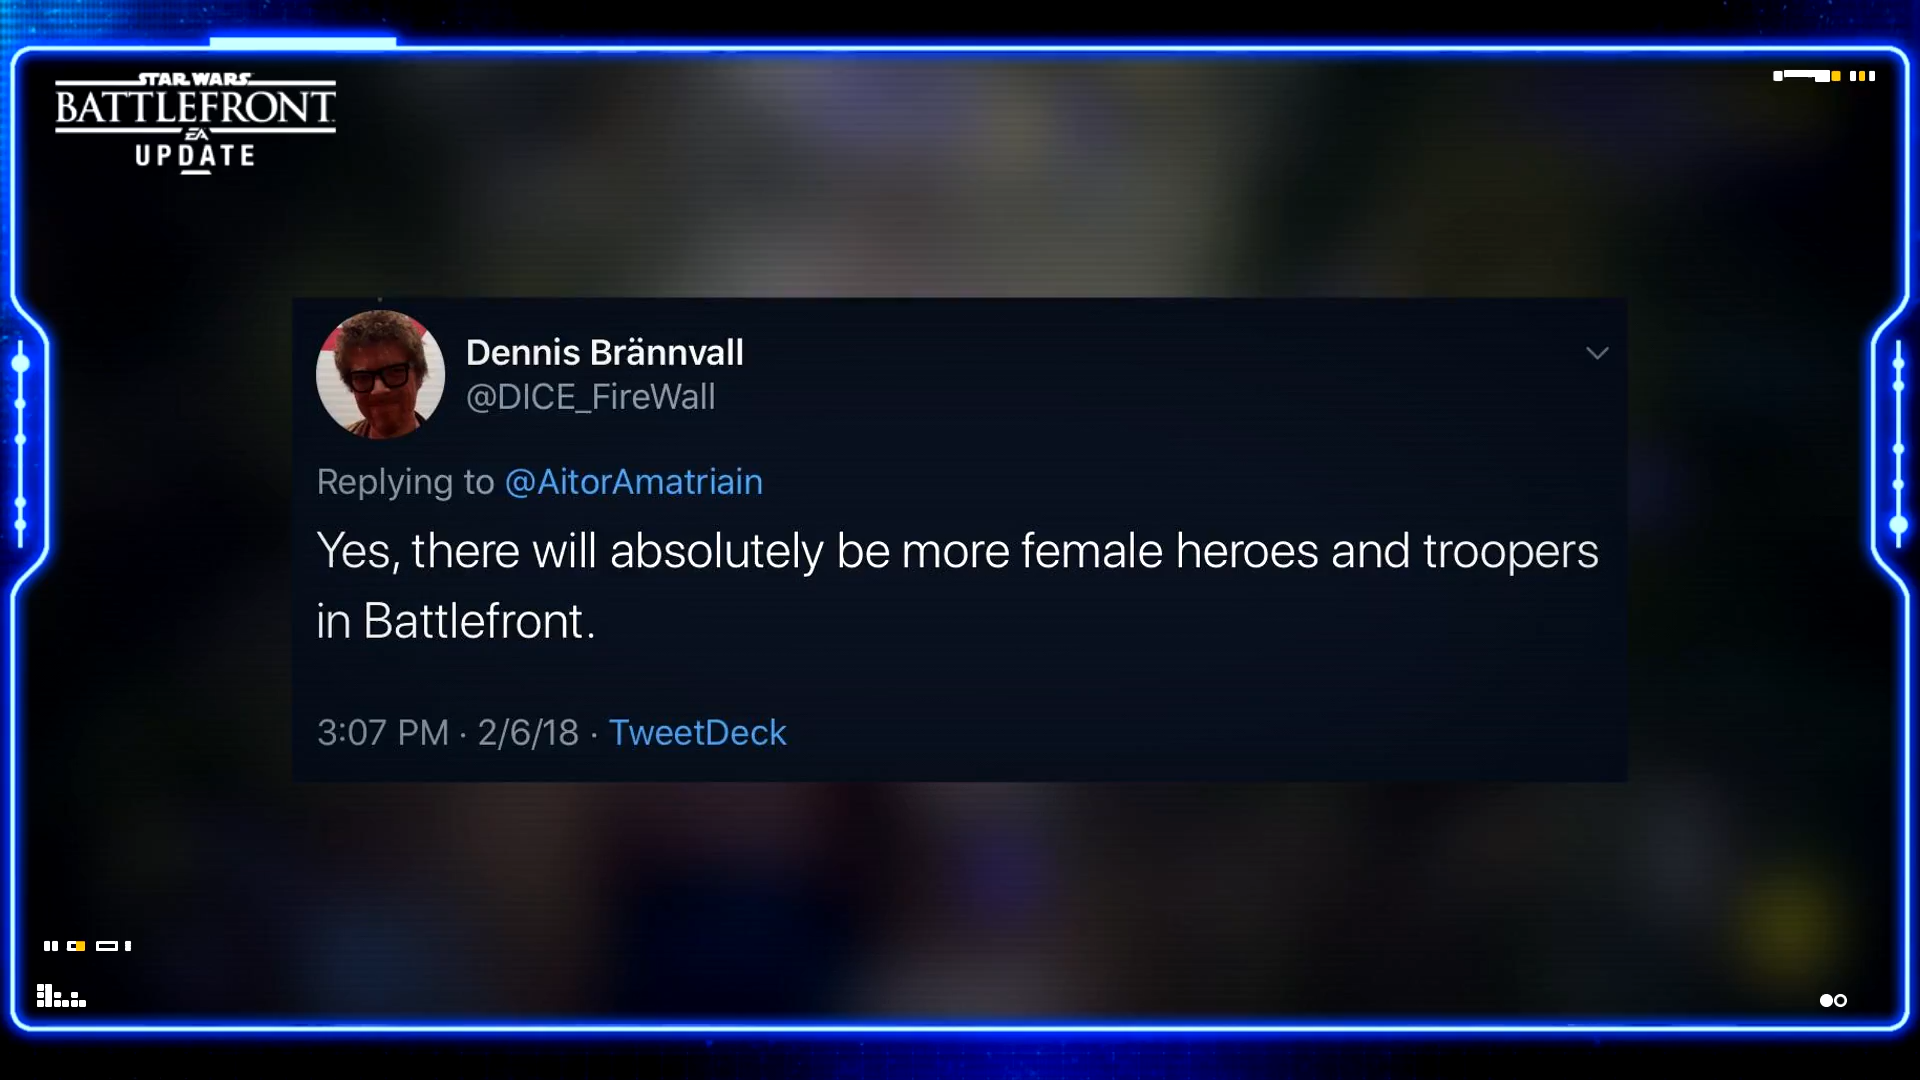 STAR WARS
BATTLEFRONT
EA
UPDATE
Dennis Brännvall
@DICE_FireWall
Replying to @AitorAmatriain
Yes, there will absolutely be more female heroes and troopers
in Battlefront.
3:07 PM · 2/6/18 · TweetDeck